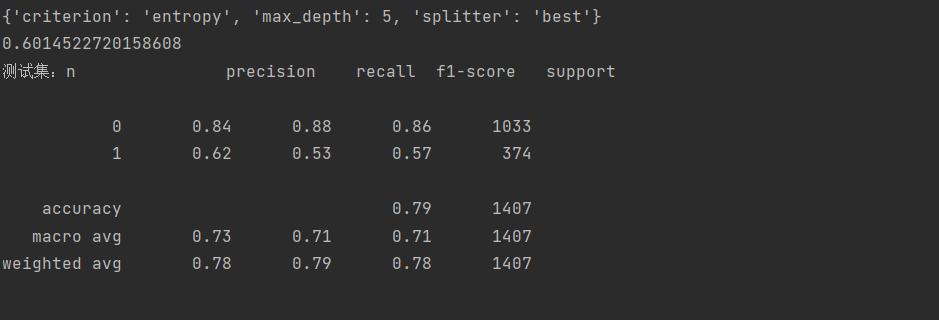 {'criterion': 'entropy', 'max_depth': 5, 'splitter': 'best'}
0.6014522720158608
测试集：n               precision    recall  f1-score   support
0       0.84      0.88      0.86      1033
1       0.62      0.53      0.57       374
accuracy                           0.79      1407
macro avg       0.73      0.71      0.71      1407
weighted avg       0.78      0.79      0.78      1407